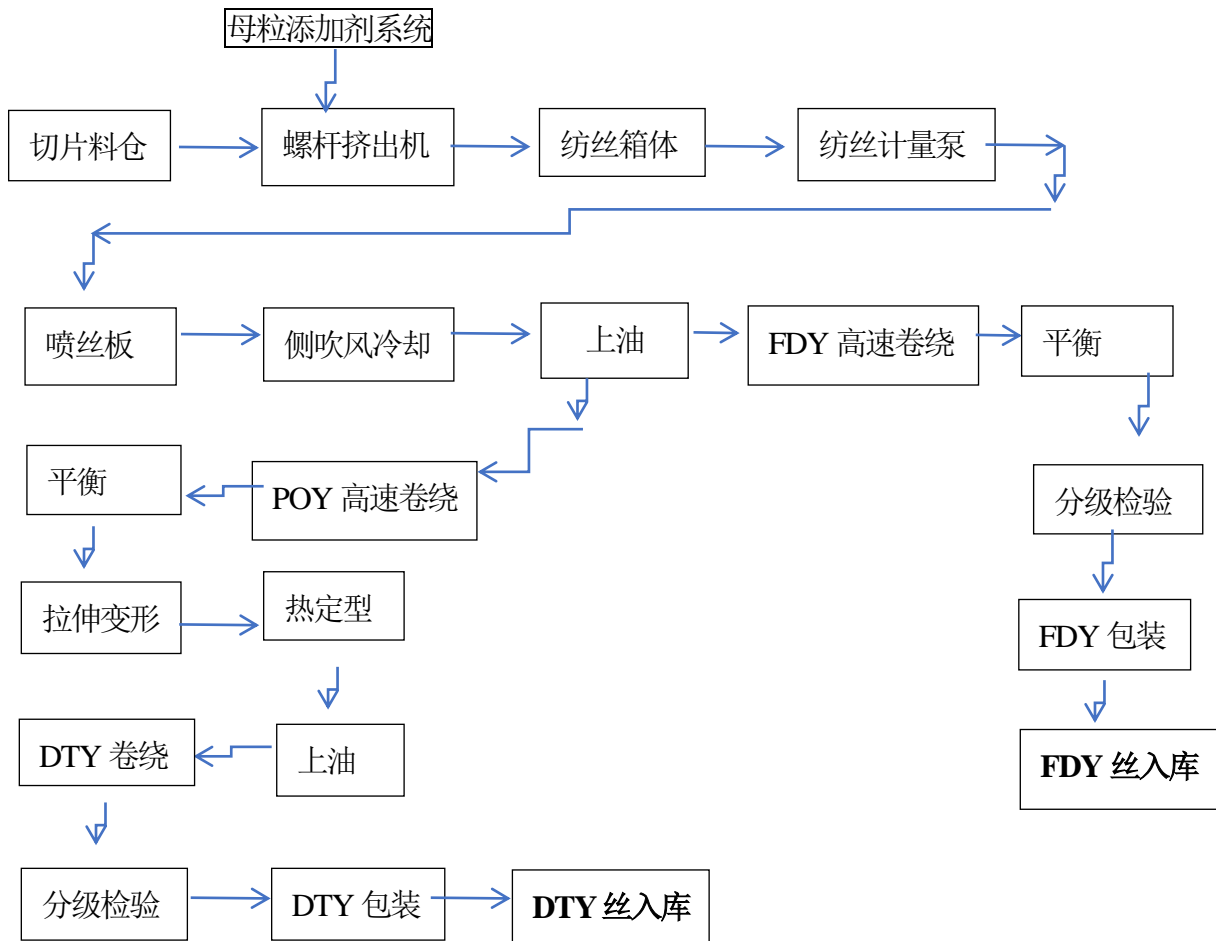 母粒添加剂系统
切片料仓
螺杆挤出机
纺丝箱体
纺丝计量泵
喷丝板
侧吹风冷却
上油
FDY 高速卷绕
平衡
平衡
POY 高速卷绕
分级检验
拉伸变形
热定型
FDY 包装
DTY 卷绕
上油
FDY 丝入库
分级检验
DTY 包装
DTY 丝入库